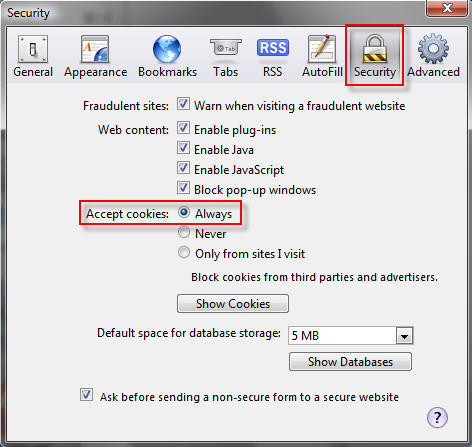 Security
RSS
Tab
General Appearance Bookmarks Tabs RSS AutoFill Security Advanced
Fraudulent sites: Warn when visiting a fraudulent website
Web content: Enable plug-ins
Enable Java
Enable JavaScript
Block pop-up windows
Accept cookies: Always
Never
Only from sites I visit
Block cookies from third parties and advertisers.
Show Cookies
Default space for database storage: 5 MB
Show Databases
Ask before sending a non-secure form to a secure website
?